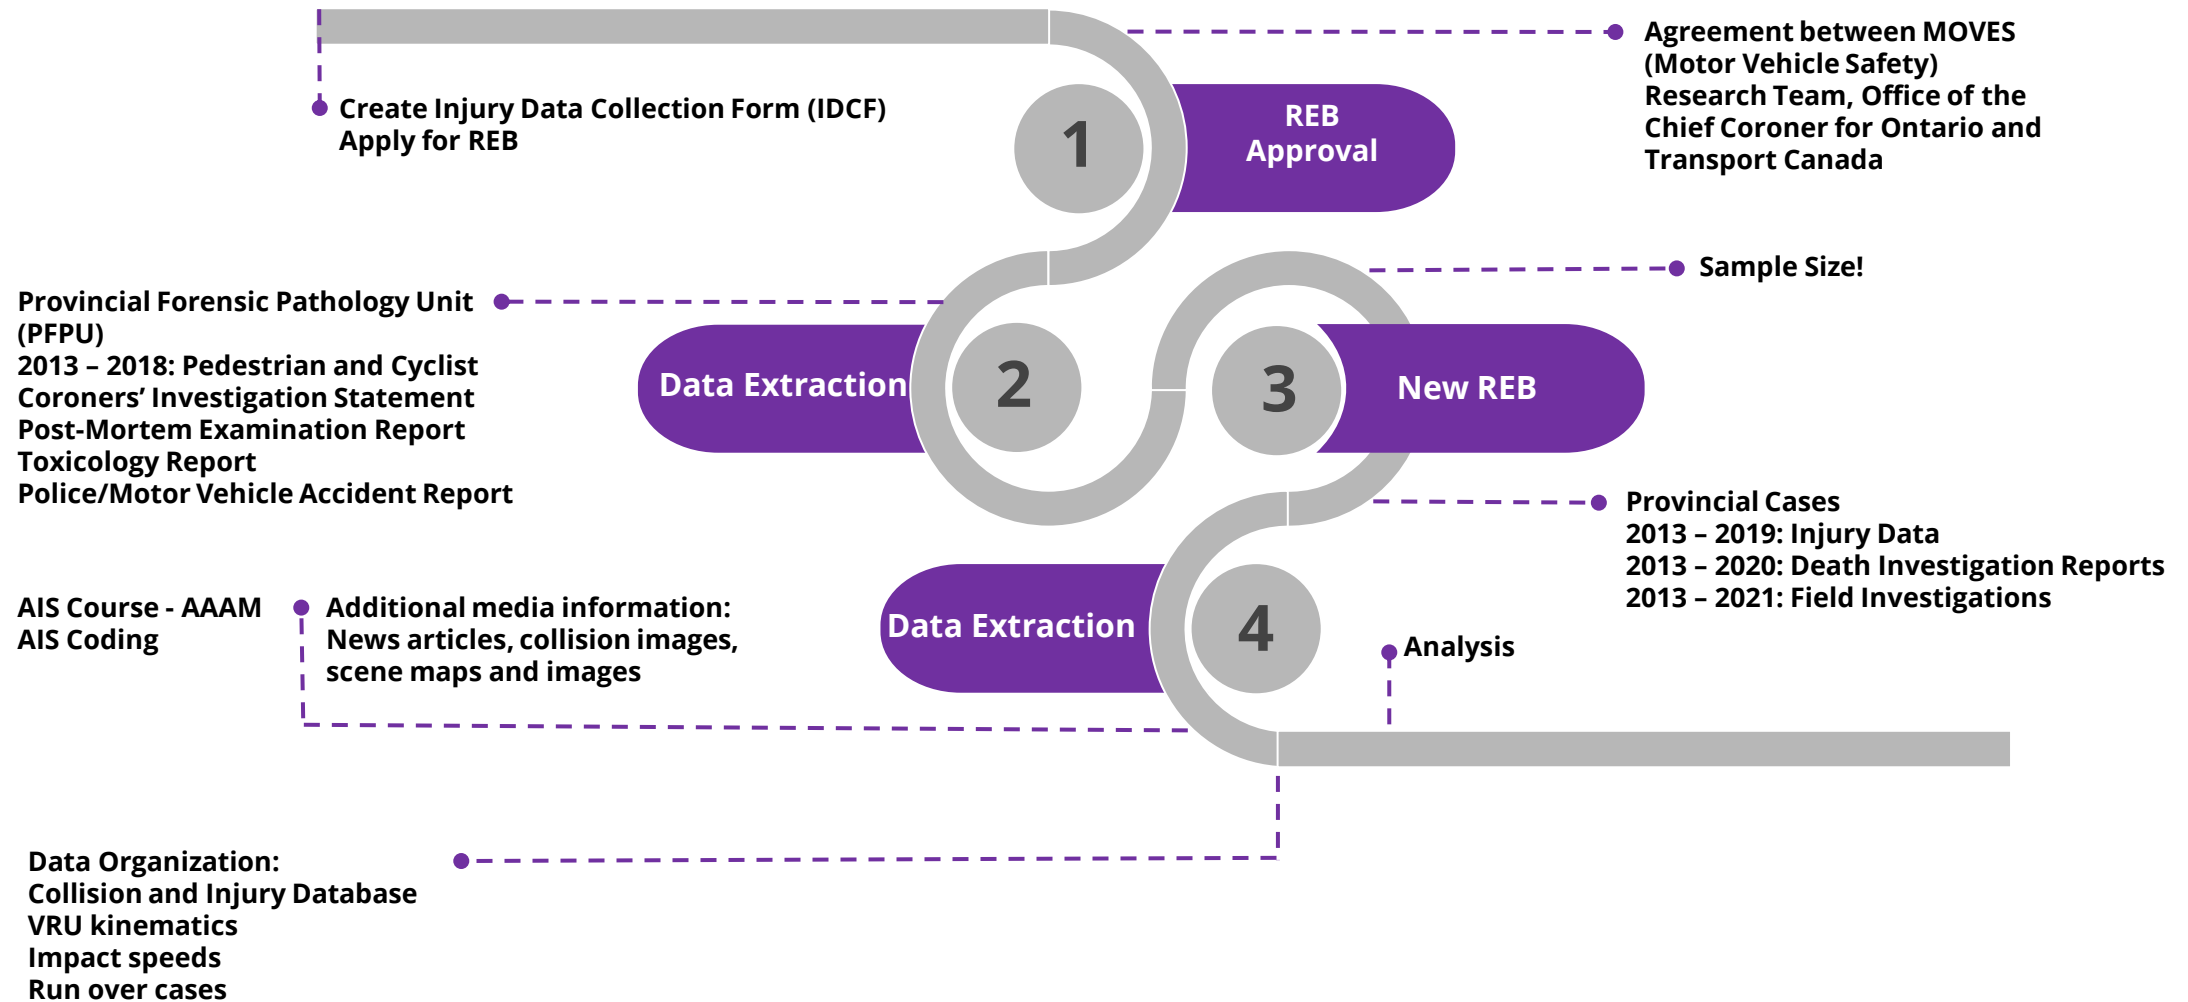 Create Injury Data Collection Form (IDCF)
Apply for REB
1
REB
Approval
Agreement between MOVES
(Motor Vehicle Safety)
Research Team, Office of the
Chief Coroner for Ontario and
Transport Canada
Provincial Forensic Pathology Unit
(PFPU)
2013 – 2018: Pedestrian and Cyclist
Coroners’ Investigation Statement
Post-Mortem Examination Report
Toxicology Report
Police/Motor Vehicle Accident Report
Data Extraction
2
Sample Size!
3
New REB
Provincial Cases
2013 – 2019: Injury Data
2013 – 2020: Death Investigation Reports
2013 – 2021: Field Investigations
AIS Course - AAAM
AIS Coding
Additional media information:
News articles, collision images,
scene maps and images
Data Extraction
4
Analysis
Data Organization:
Collision and Injury Database
VRU kinematics
Impact speeds
Run over cases